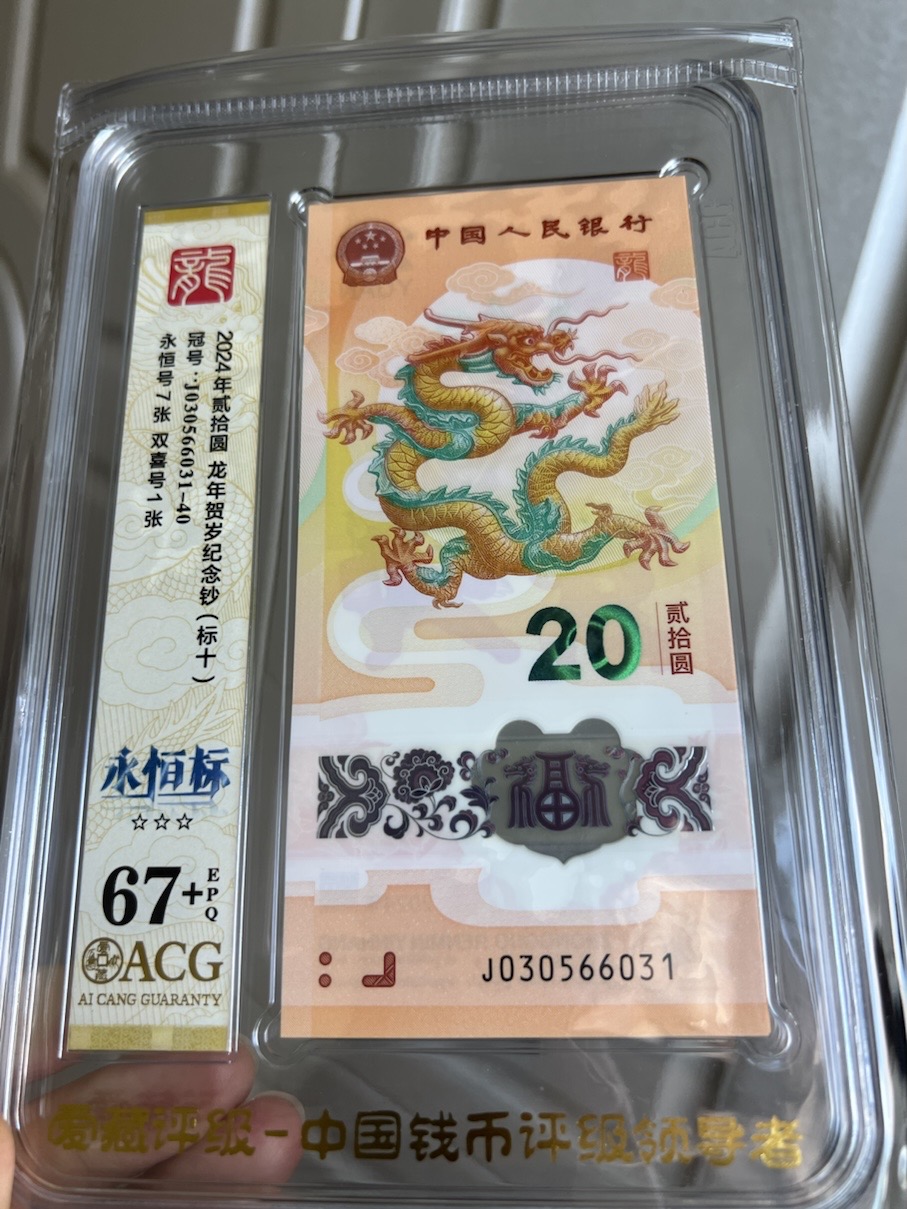 龍
2024年贰拾圆 龙年贺岁纪念钞(标十)
冠号:J030566031-40
永恒号7张 双喜号1张
永恒标
☆☆☆
67+
EPQ
ACG
AI CANG GUARANTY
中国人民银行
龍
20
贰拾圆
福
J030566031
爱藏评级-中国钱币评级领导者